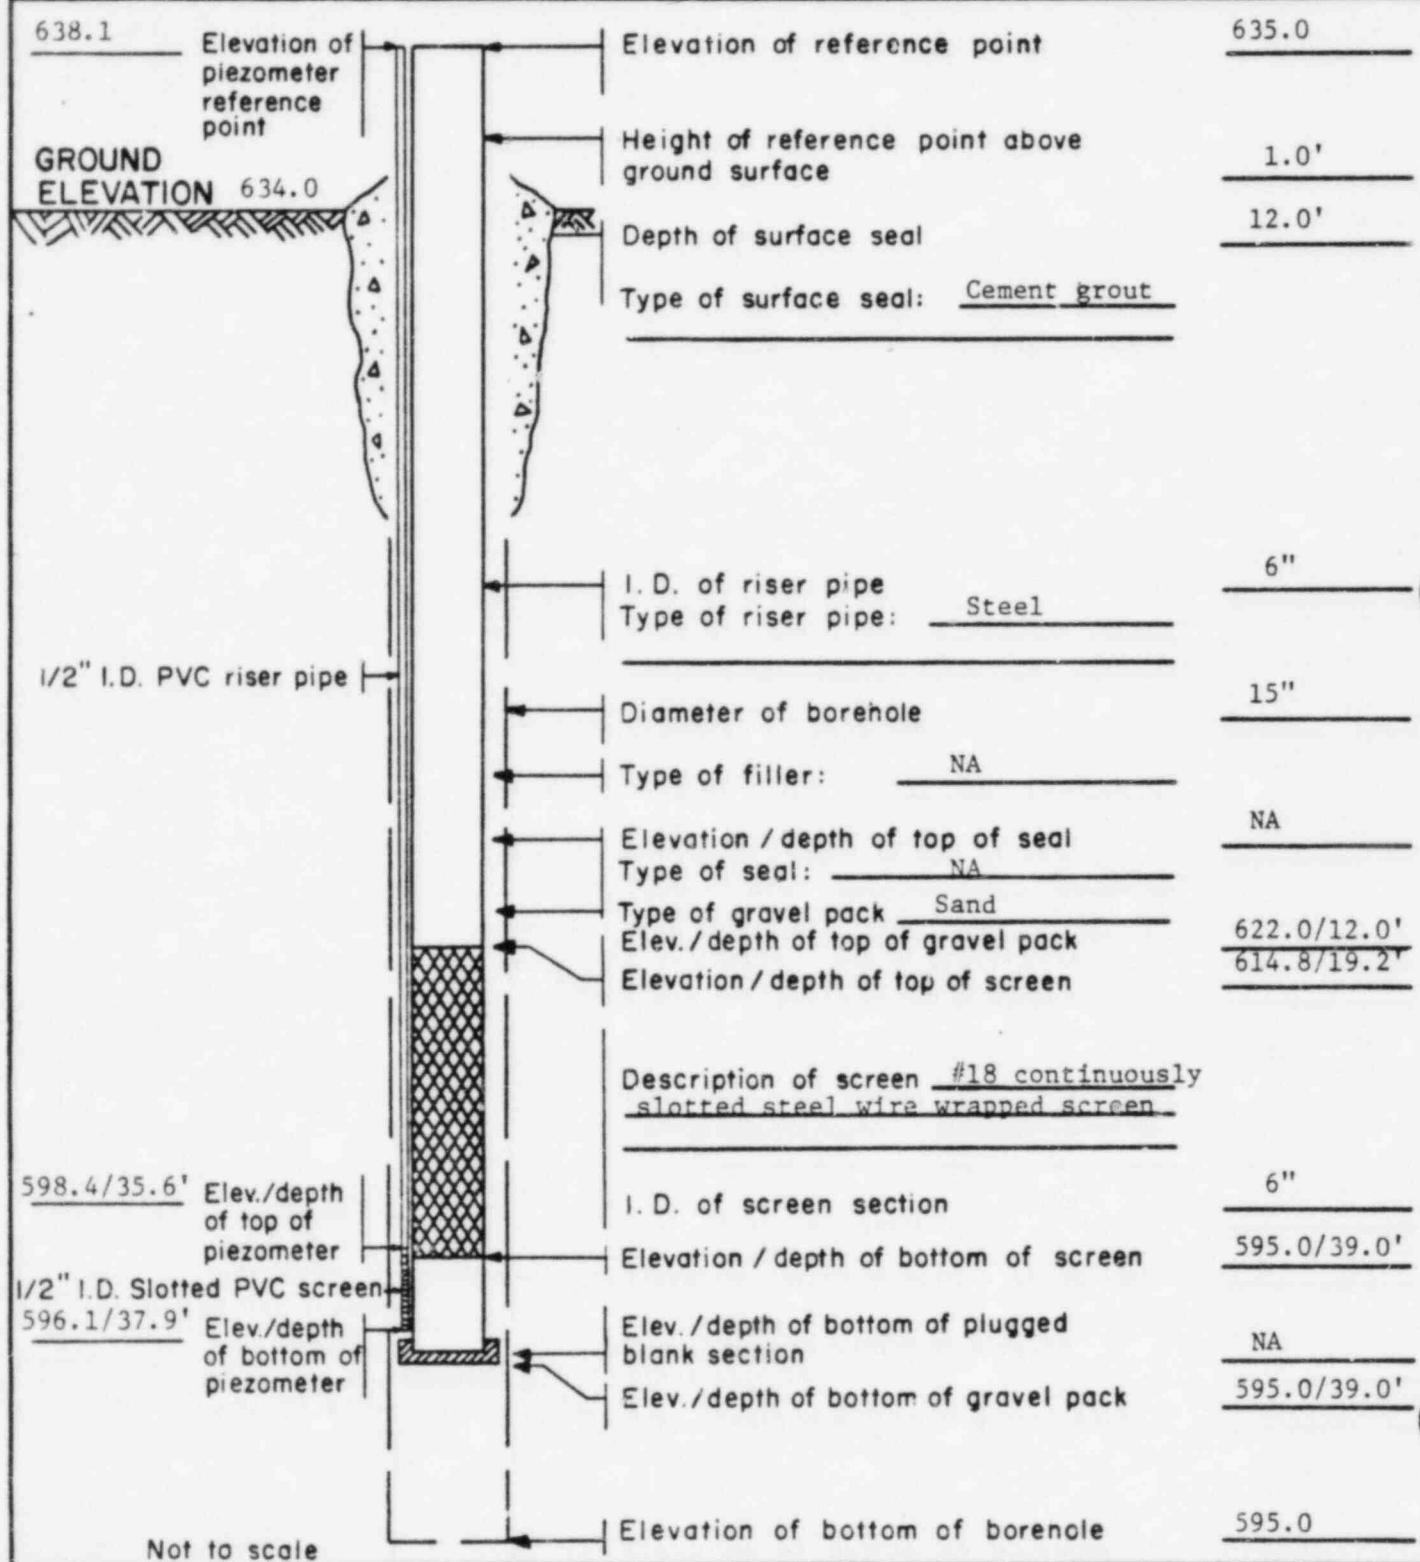 638.1
Elevation of
piezometer
reference
point
Elevation of reference point 635.0
Height of reference point above
ground surface 1.0'
GROUND
ELEVATION 634.0
Depth of surface seal 12.0'
Type of surface seal: Cement grout
I.D. of riser pipe 6"
Type of riser pipe: Steel
1/2" I.D. PVC riser pipe
Diameter of borehole 15"
Type of filler: NA
Elevation / depth of top of seal NA
Type of seal: NA
Type of gravel pack Sand
Elev./depth of top of gravel pack 622.0/12.0'
Elevation / depth of top of screen 614.8/19.2'
Description of screen #18 continuously
slotted steel wire wrapped screen
598.4/35.6' Elev./depth
of top of
piezometer
I.D. of screen section 6"
Elevation / depth of bottom of screen 595.0/39.0'
1/2" I.D. Slotted PVC screen
596.1/37.9' Elev./depth
of bottom of
piezometer
Elev./depth of bottom of plugged
blank section NA
Elev./depth of bottom of gravel pack 595.0/39.0'
Elevation of bottom of borehole 595.0
Not to scale